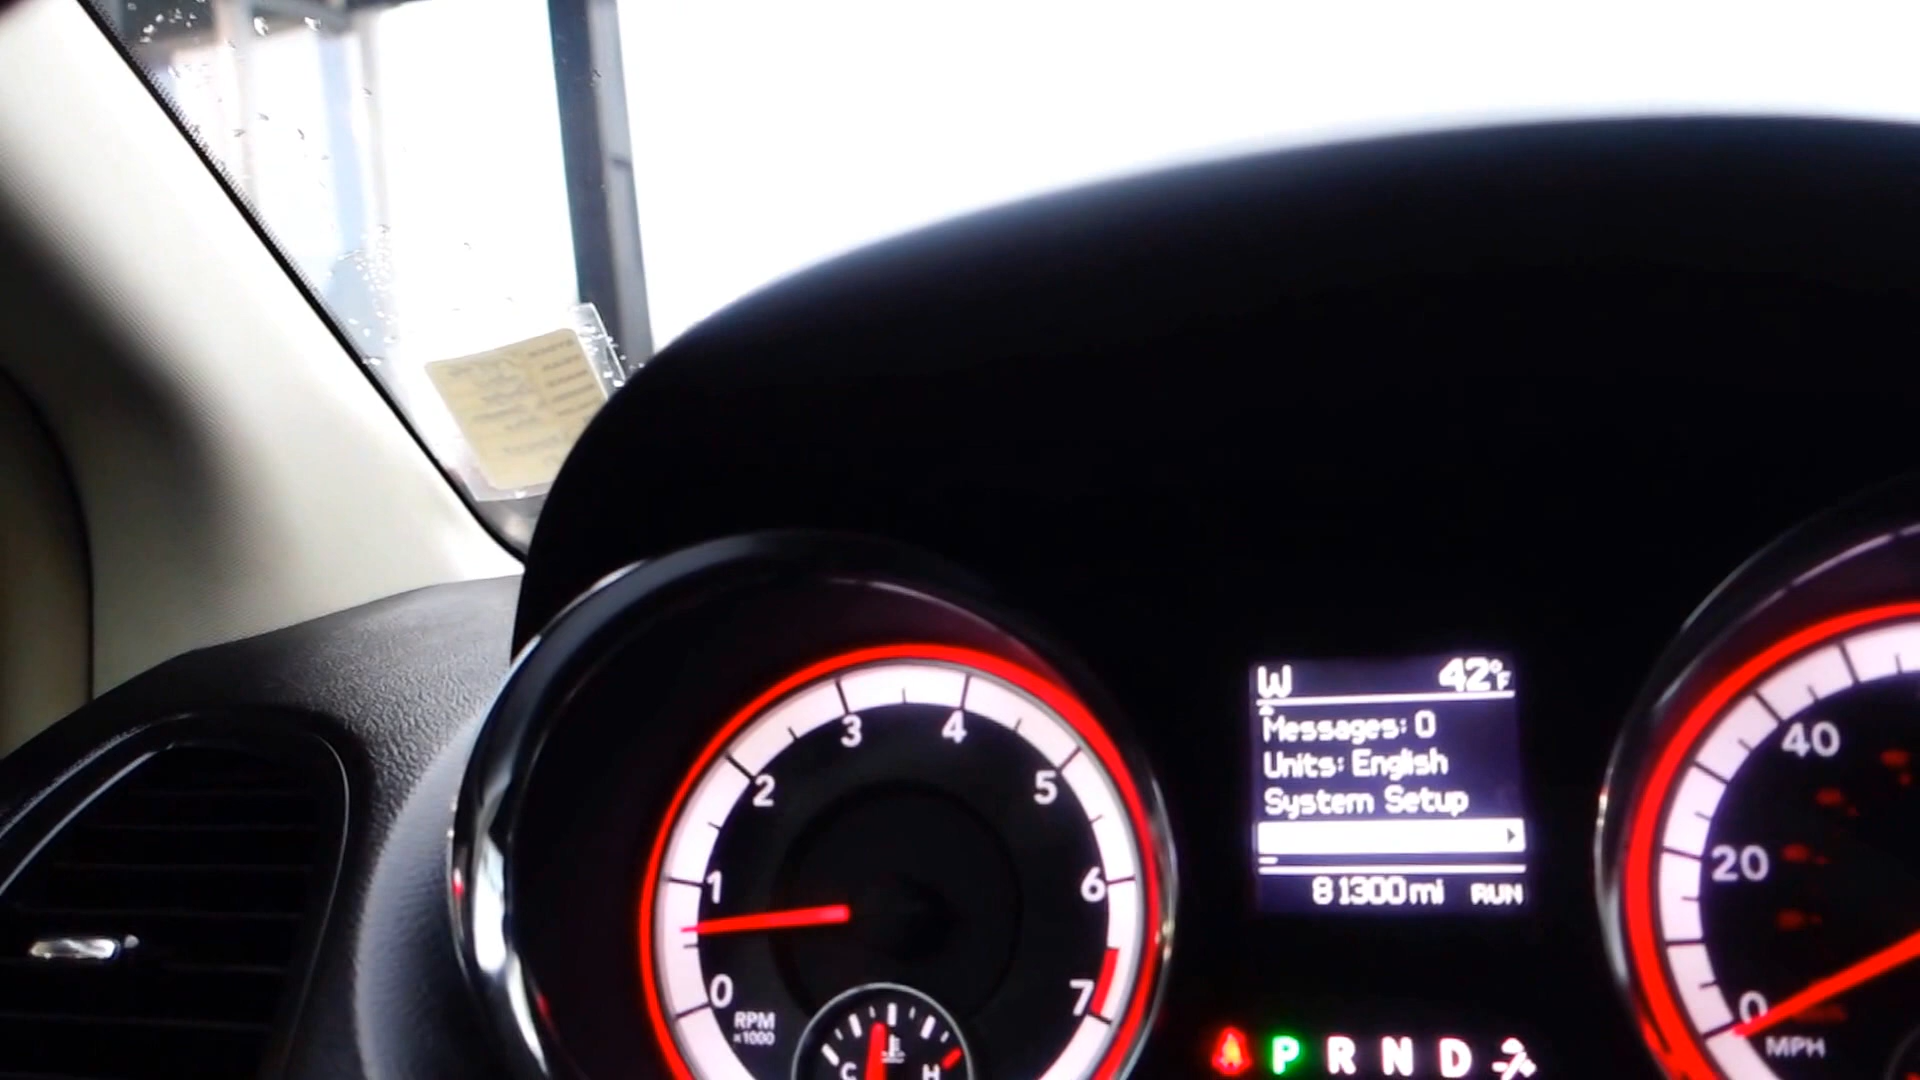 W 42°F
Messages: 0
Units: English
System Setup
81300mi RUN
0 1 2 3 4 5 6 7
RPM
x1000
C H
P R N D
0 20 40
MPH